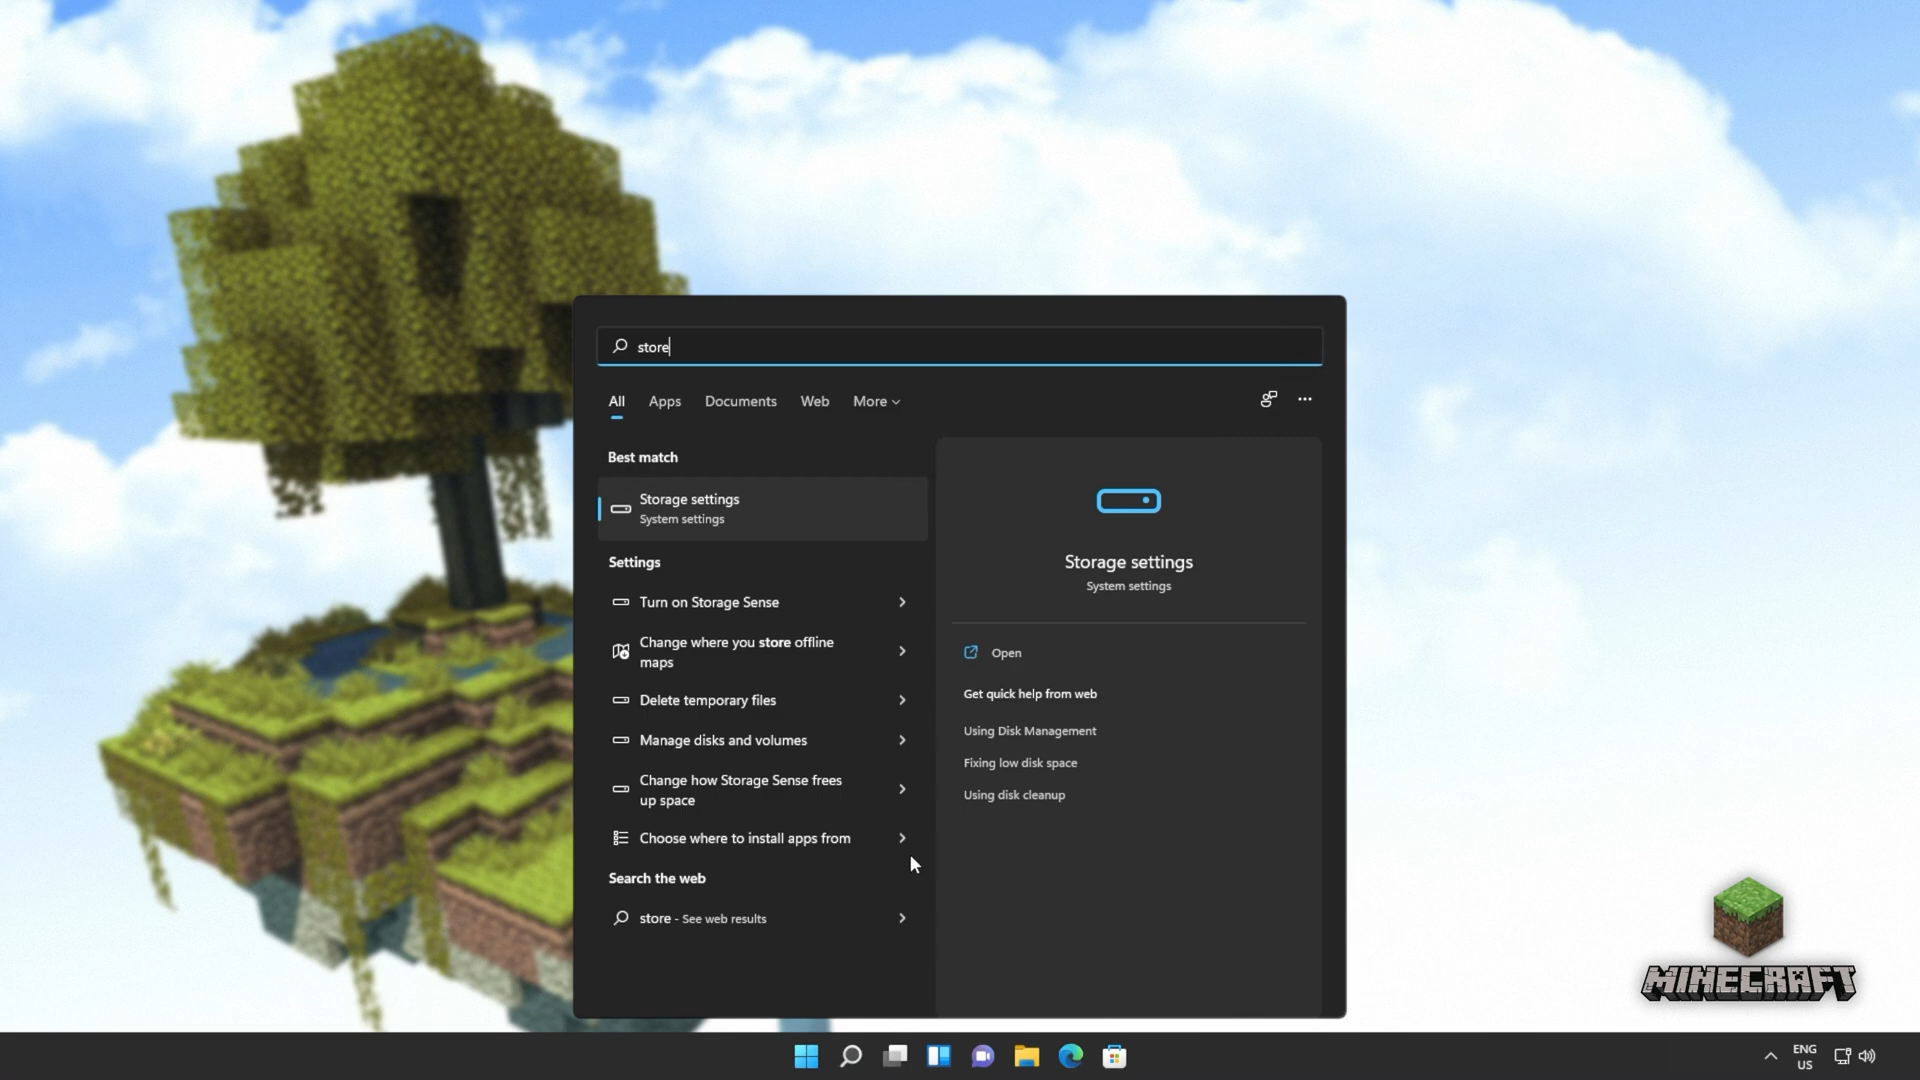 store
All Apps Documents Web More
Best match
Storage settings
System settings
Settings
Turn on Storage Sense
Change where you store offline
maps
Delete temporary files
Manage disks and volumes
Change how Storage Sense frees
up space
Choose where to install apps from
Search the web
store - See web results
Storage settings
System settings
Open
Get quick help from web
Using Disk Management
Fixing low disk space
Using disk cleanup
MINECRAFT
ENG
US